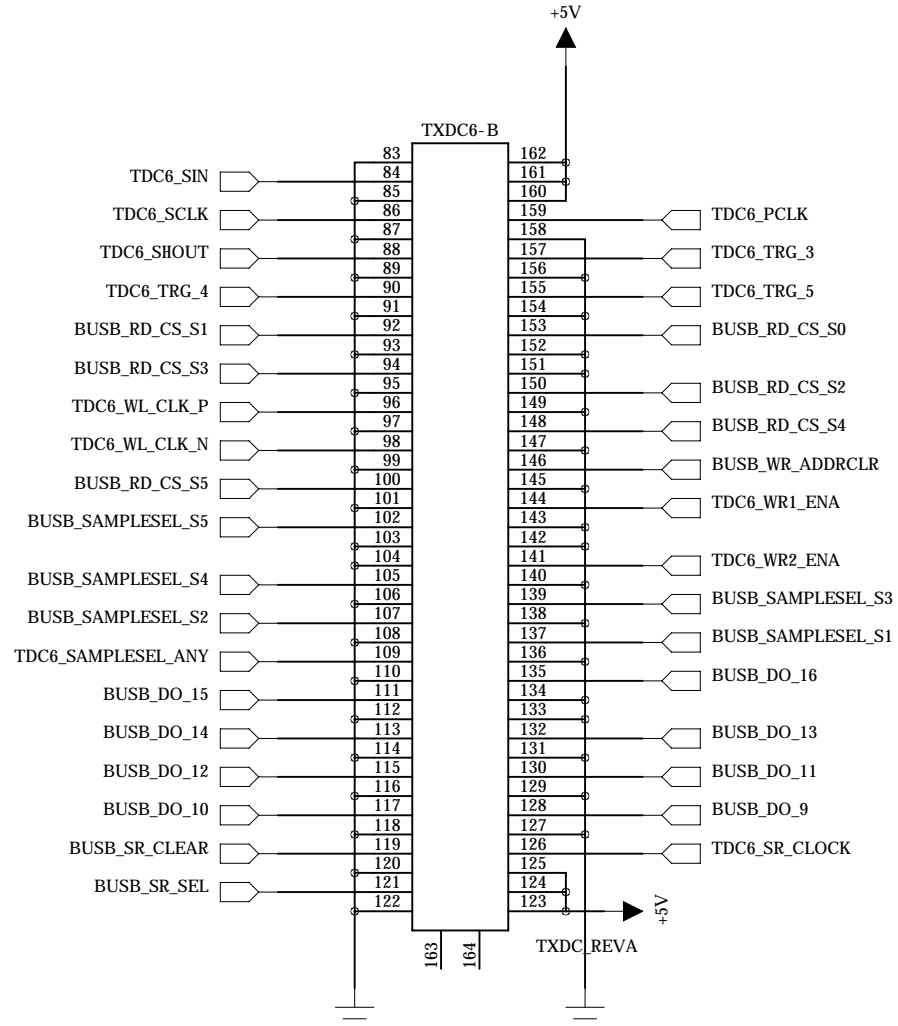 +5V
TXDC6-B
83 162
TDC6_SIN 84 161
85 160
TDC6_SCLK 86 159 TDC6_PCLK
87 158
TDC6_SHOUT 88 157 TDC6_TRG_3
89 156
TDC6_TRG_4 90 155 TDC6_TRG_5
91 154
BUSB_RD_CS_S1 92 153 BUSB_RD_CS_S0
93 152
BUSB_RD_CS_S3 94 151
95 150 BUSB_RD_CS_S2
TDC6_WL_CLK_P 96 149
97 148 BUSB_RD_CS_S4
TDC6_WL_CLK_N 98 147
99 146 BUSB_WR_ADDRCLR
BUSB_RD_CS_S5 100 145
101 144 TDC6_WR1_ENA
BUSB_SAMPLESEL_S5 102 143
103 142
104 141 TDC6_WR2_ENA
BUSB_SAMPLESEL_S4 105 140
106 139 BUSB_SAMPLESEL_S3
BUSB_SAMPLESEL_S2 107 138
108 137 BUSB_SAMPLESEL_S1
TDC6_SAMPLESEL_ANY 109 136
110 135 BUSB_DO_16
BUSB_DO_15 111 134
112 133
BUSB_DO_14 113 132 BUSB_DO_13
114 131
BUSB_DO_12 115 130 BUSB_DO_11
116 129
BUSB_DO_10 117 128 BUSB_DO_9
118 127
BUSB_SR_CLEAR 119 126 TDC6_SR_CLOCK
120 125
BUSB_SR_SEL 121 124
122 123 +5V
163 164 TXDC_REVA